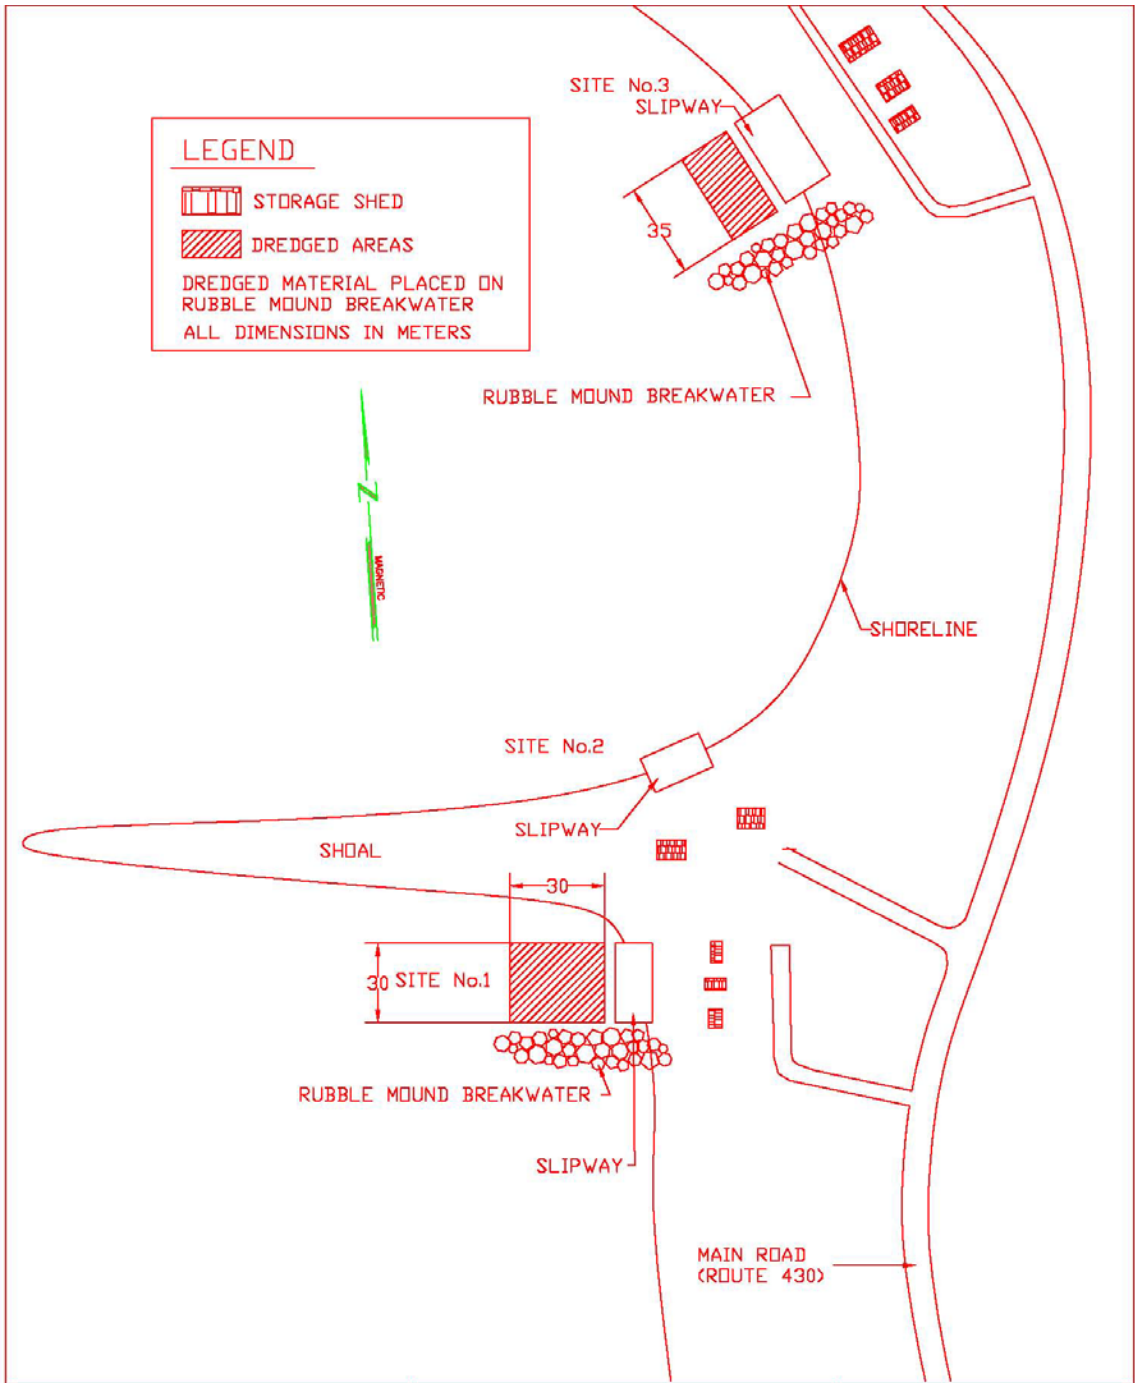 SITE No.3
SLIPWAY
LEGEND
STORAGE SHED
DREDGED AREAS
DREDGED MATERIAL PLACED ON
RUBBLE MOUND BREAKWATER
ALL DIMENSIONS IN METERS
35
RUBBLE MOUND BREAKWATER
N
MAGNETIC
SHORELINE
SITE No.2
SLIPWAY
SHOAL
30
30
SITE No.1
RUBBLE MOUND BREAKWATER
SLIPWAY
MAIN ROAD
(ROUTE 430)